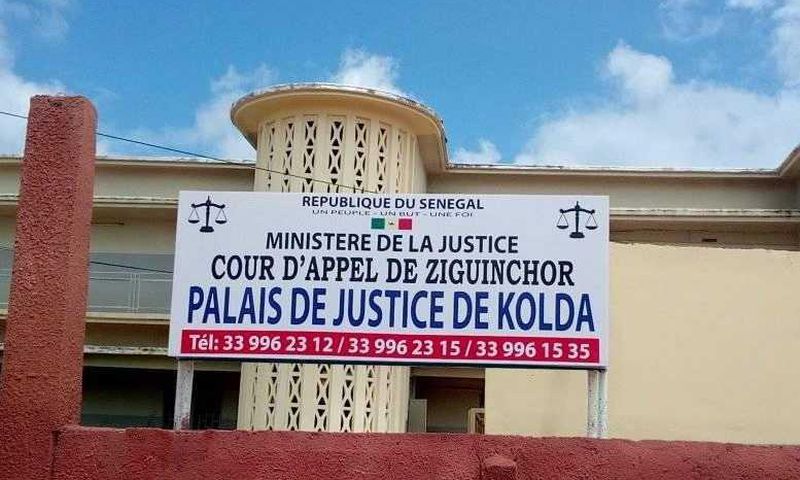 REPUBLIQUE DU SENEGAL
UN PEUPLE - UN BUT - UNE FOI
MINISTERE DE LA JUSTICE
COUR D'APPEL DE ZIGUINCHOR
PALAIS DE JUSTICE DE KOLDA
Tél: 33 996 23 12 / 33 996 23 15 / 33 996 15 35